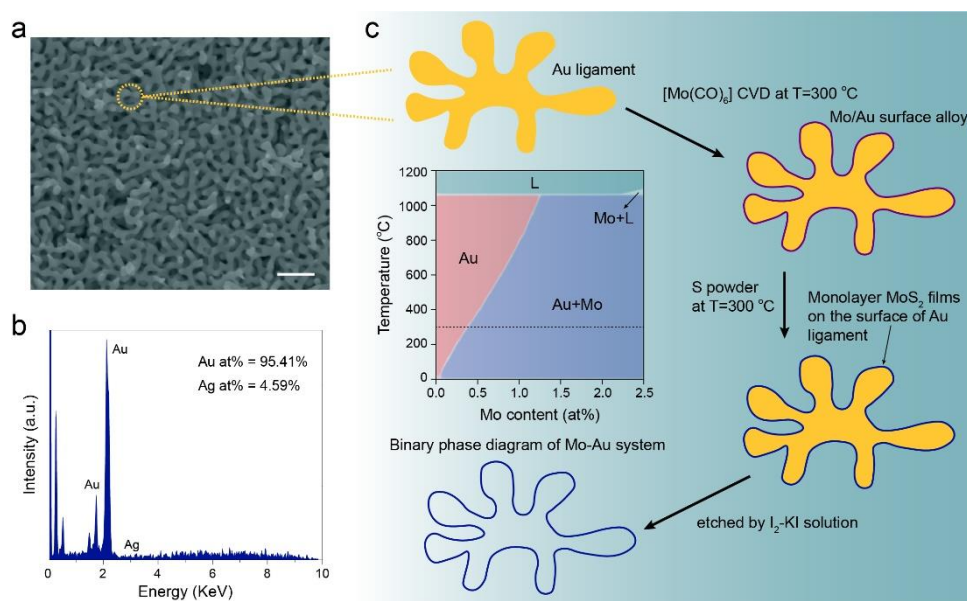 a
b
Au
Au
Ag
Au at% = 95.41%
Ag at% = 4.59%
Intensity (a.u.)
0
2
4
6
8
10
Energy (KeV)
c
Au ligament
[Mo(CO)₆] CVD at T=300 °C
Mo/Au surface alloy
1200
1000
800
600
400
200
0
Temperature (°C)
L
Mo+L
Au
Au+Mo
0.0
0.5
1.0
1.5
2.0
2.5
Mo content (at%)
Binary phase diagram of Mo-Au system
S powder
at T=300 °C
Monolayer MoS₂ films
on the surface of Au
ligament
etched by I₂-KI solution